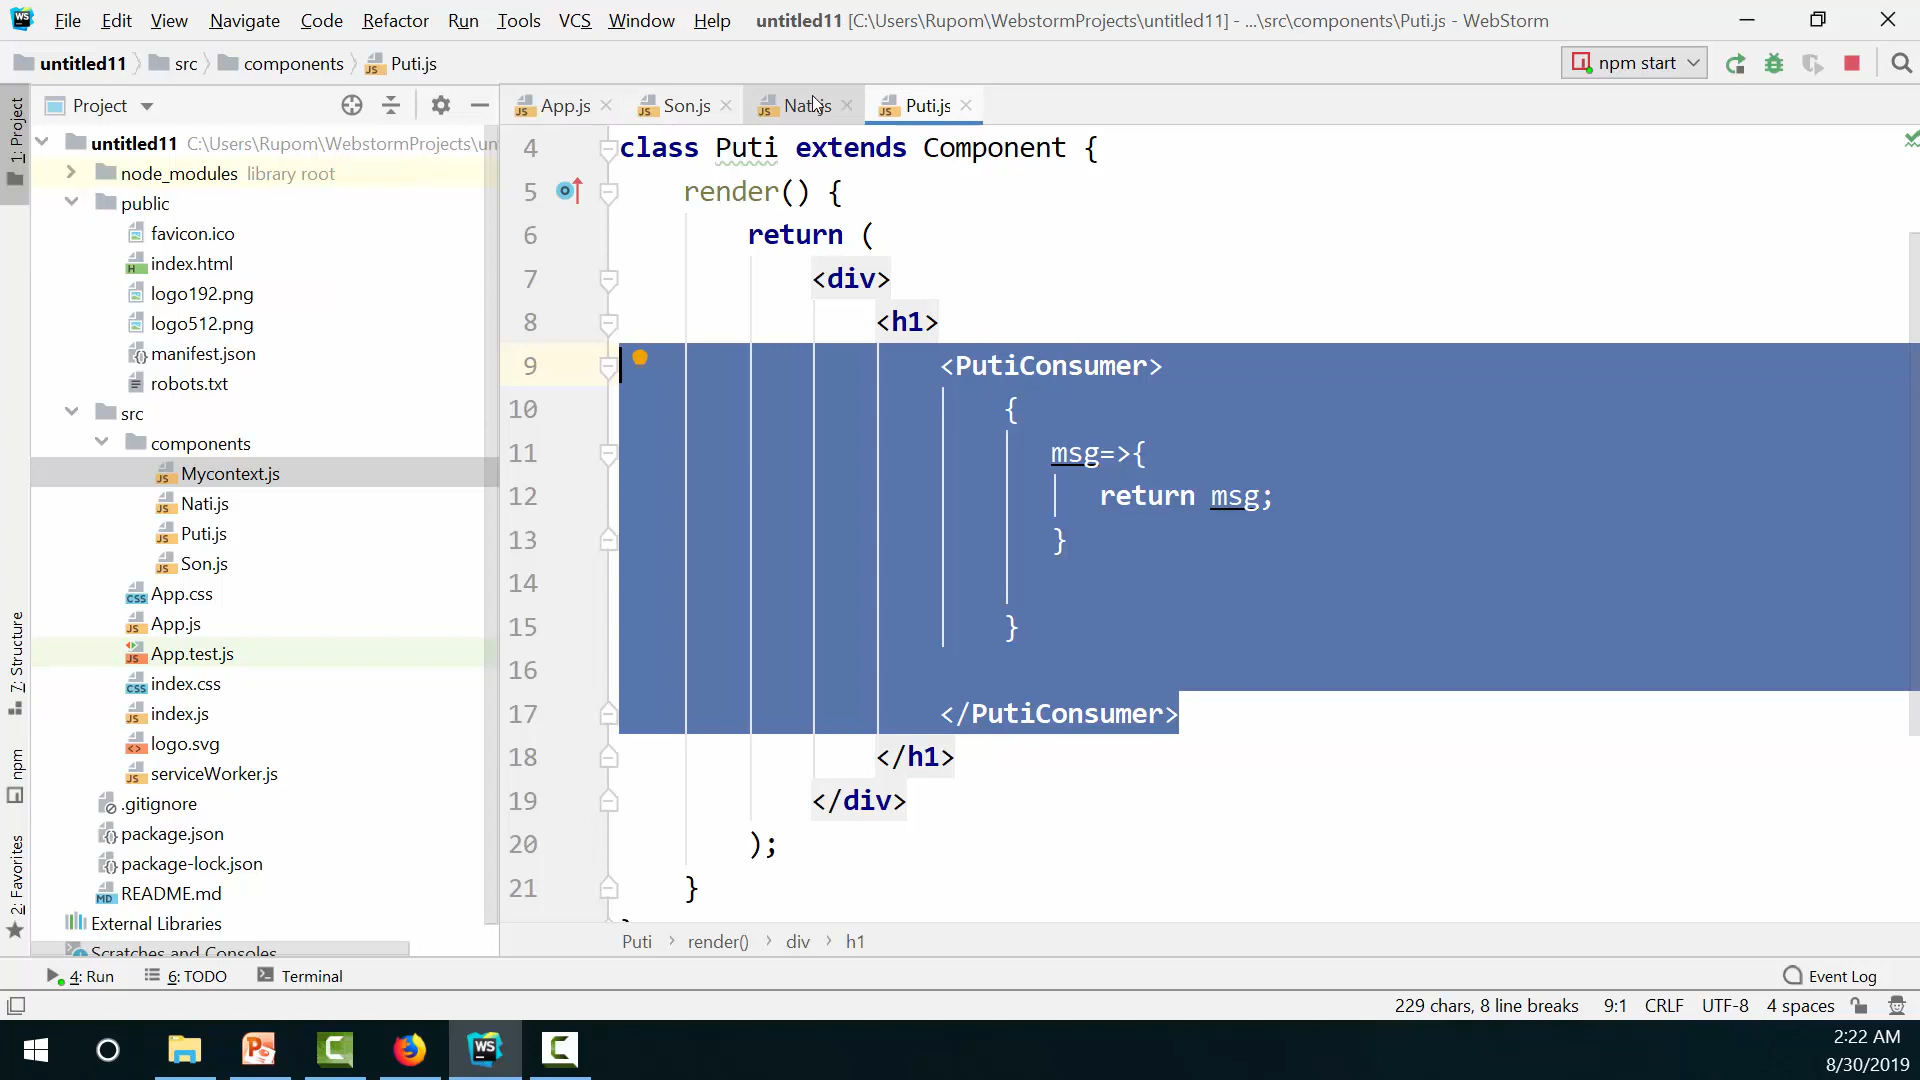 File Edit View Navigate Code Refactor Run Tools VCS Window Help untitled11 [C:\Users\Rupom\WebstormProjects\untitled11] - ...\src\components\Puti.js - WebStorm
untitled11 src components Puti.js npm start
Project
App.js Son.js Nati.js Puti.js
untitled11 C:\Users\Rupom\WebstormProjects\un
node_modules library root
public
favicon.ico
index.html
logo192.png
logo512.png
manifest.json
robots.txt
src
components
Mycontext.js
Nati.js
Puti.js
Son.js
App.css
App.js
App.test.js
index.css
index.js
logo.svg
serviceWorker.js
.gitignore
package.json
package-lock.json
README.md
External Libraries
Scratches and Consoles
1: Project
7: Structure
npm
2: Favorites
4 class Puti extends Component {
5 render() {
6 return (
7 <div>
8 <h1>
9 <PutiConsumer>
10 {
11 msg=>{
12 return msg;
13 }
14
15 }
16
17 </PutiConsumer>
18 </h1>
19 </div>
20 );
21 }
Puti render() div h1
4: Run 6: TODO Terminal Event Log
229 chars, 8 line breaks 9:1 CRLF UTF-8 4 spaces
2:22 AM
8/30/2019